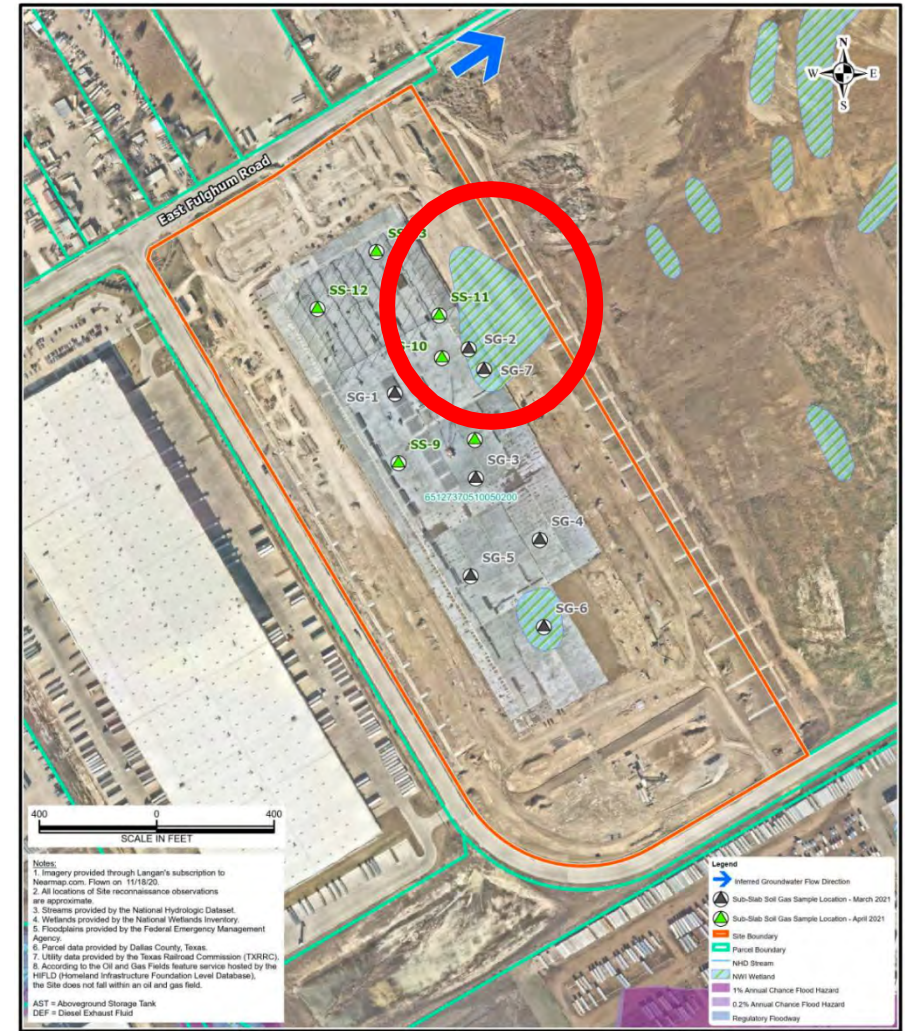 N
W E
S
East Fulghum Road
SS-12
SS-11
SG-2
SG-7
SG-1
SS-9
SG-3
65127370510050200
SG-4
SG-5
SG-6
400 0 400
SCALE IN FEET
Notes:
1. Imagery provided through Langan's subscription to
Nearmap.com. Flown on 11/18/20.
2. All locations of Site reconnaissance observations
are approximate.
3. Streams provided by the National Hydrologic Dataset.
4. Wetlands provided by the National Wetlands Inventory.
5. Floodplains provided by the Federal Emergency Management
Agency.
6. Parcel data provided by Dallas County, Texas.
7. Utility data provided by the Texas Railroad Commission (TXRRC).
8. According to the Oil and Gas Fields feature service hosted by the
HIFLD (Homeland Infrastructure Foundation Level Database),
the Site does not fall within an oil and gas field.
AST = Aboveground Storage Tank
DEF = Diesel Exhaust Fluid
Legend
Inferred Groundwater Flow Direction
Sub-Slab Soil Gas Sample Location - March 2021
Sub-Slab Soil Gas Sample Location - April 2021
Site Boundary
Parcel Boundary
NHD Stream
NWI Wetland
1% Annual Chance Flood Hazard
0.2% Annual Chance Flood Hazard
Regulatory Floodway